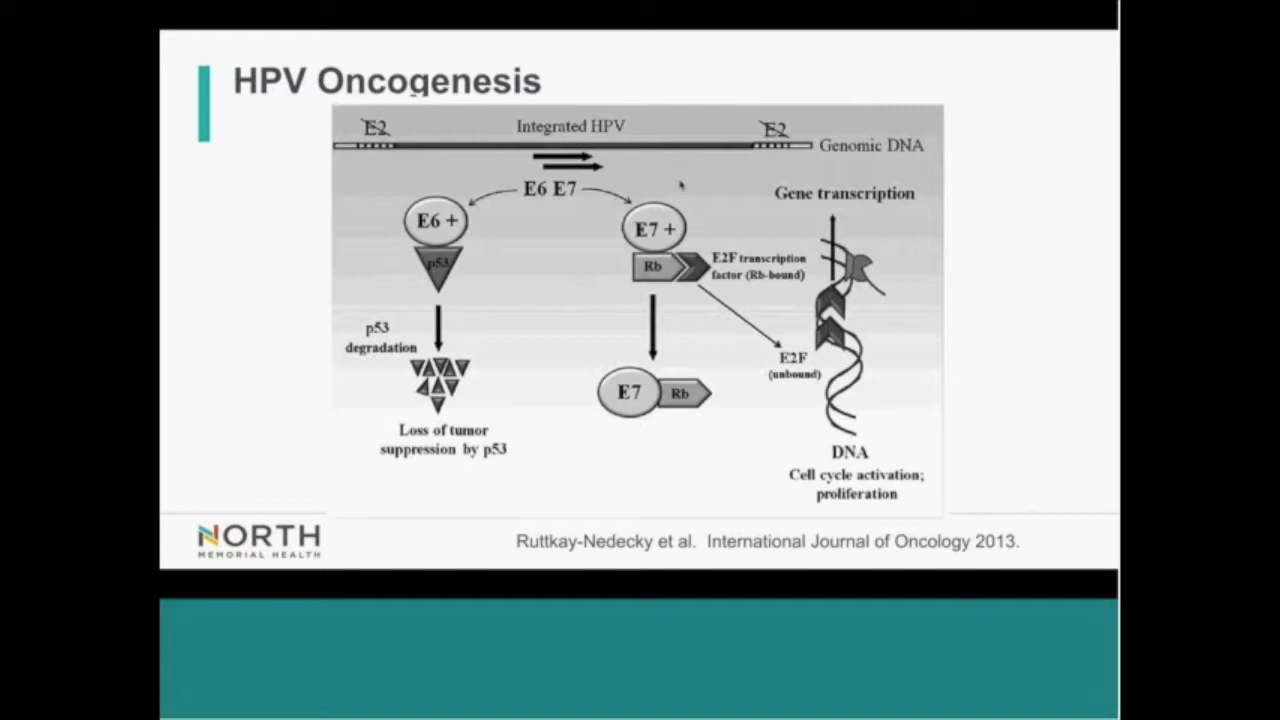 HPV Oncogenesis
E2
Integrated HPV
E2
Genomic DNA
E6 E7
Gene transcription
E6 +
p53
E7 +
Rb
E2F transcription
factor (Rb-bound)
p53
degradation
E2F
(unbound)
E7
Rb
Loss of tumor
suppression by p53
DNA
Cell cycle activation;
proliferation
NORTH
MEMORIAL HEALTH
Ruttkay-Nedecky et al. International Journal of Oncology 2013.